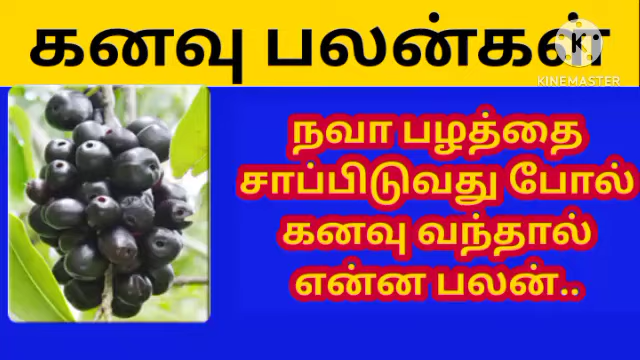 கனவு பலன்கள்
K
KINEMASTER
நவா பழத்தை
சாப்பிடுவது போல்
கனவு வந்தால்
என்ன பலன்..